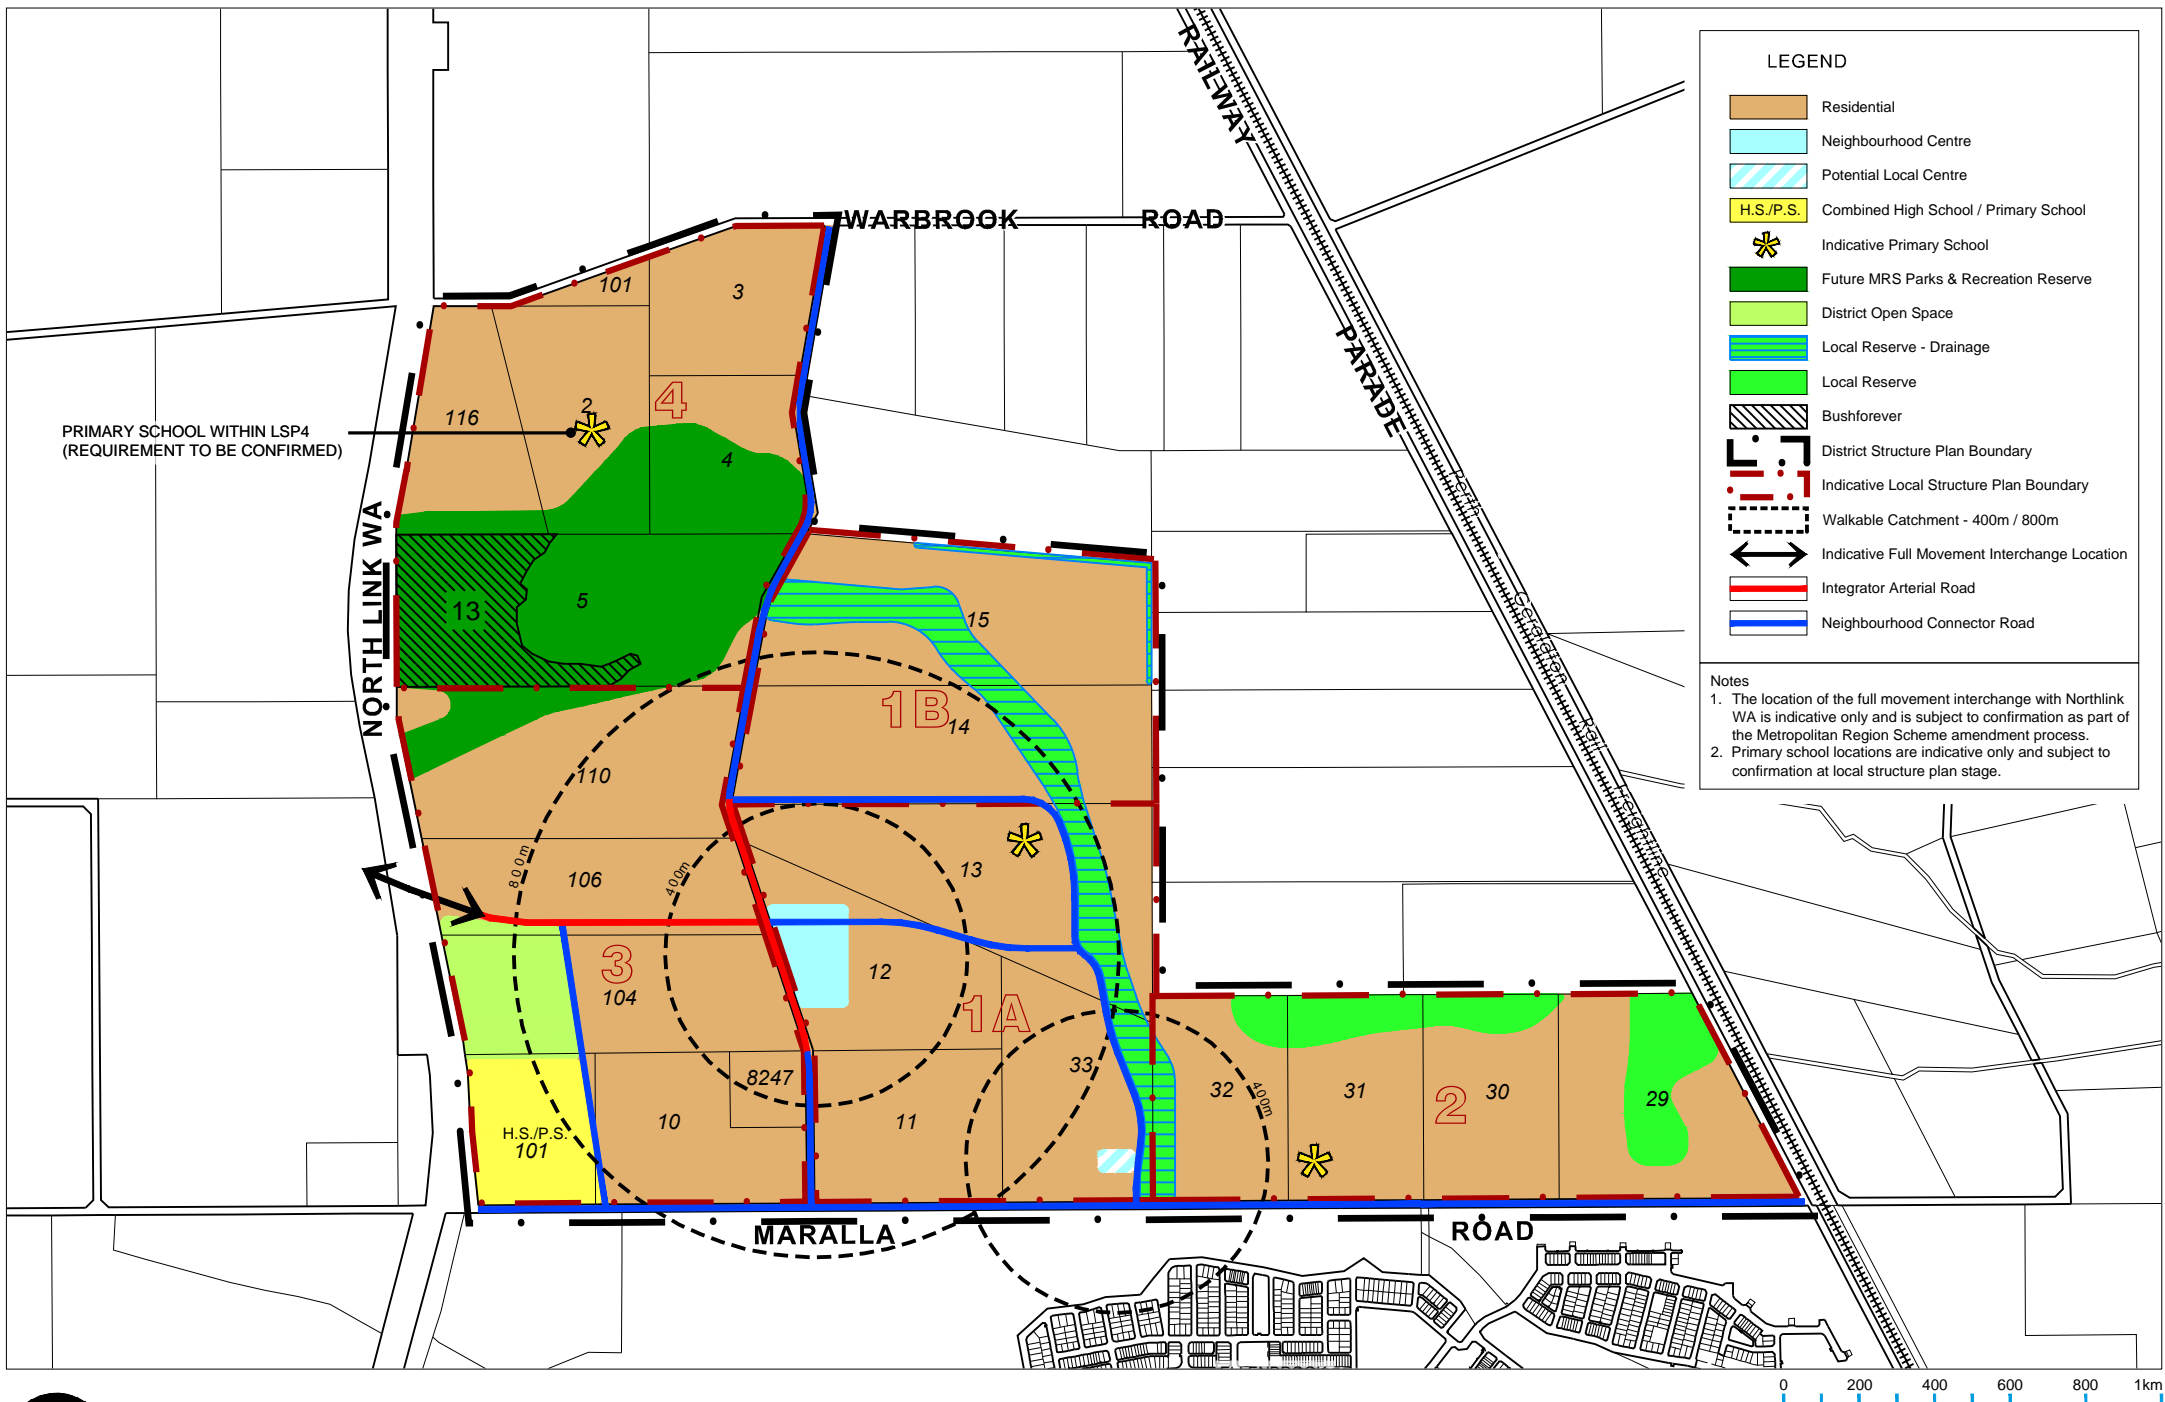 RAILWAY
PARADE
WARBROOK ROAD
101
3
116
2
4
4
PRIMARY SCHOOL WITHIN LSP4
(REQUIREMENT TO BE CONFIRMED)
NORTH LINK WA
13
5
15
1B
14
110
13
106
800m
400m
3
104
12
1A
8247
33
10
11
H.S./P.S.
101
32
400m
31
2
30
29
MARALLA ROAD
Perth
Geraldton
Rail
Freightline
LEGEND
Residential
Neighbourhood Centre
Potential Local Centre
H.S./P.S. Combined High School / Primary School
Indicative Primary School
Future MRS Parks & Recreation Reserve
District Open Space
Local Reserve - Drainage
Local Reserve
Bushforever
District Structure Plan Boundary
Indicative Local Structure Plan Boundary
Walkable Catchment - 400m / 800m
Indicative Full Movement Interchange Location
Integrator Arterial Road
Neighbourhood Connector Road
Notes
1. The location of the full movement interchange with Northlink
WA is indicative only and is subject to confirmation as part of
the Metropolitan Region Scheme amendment process.
2. Primary school locations are indicative only and subject to
confirmation at local structure plan stage.
0 200 400 600 800 1km